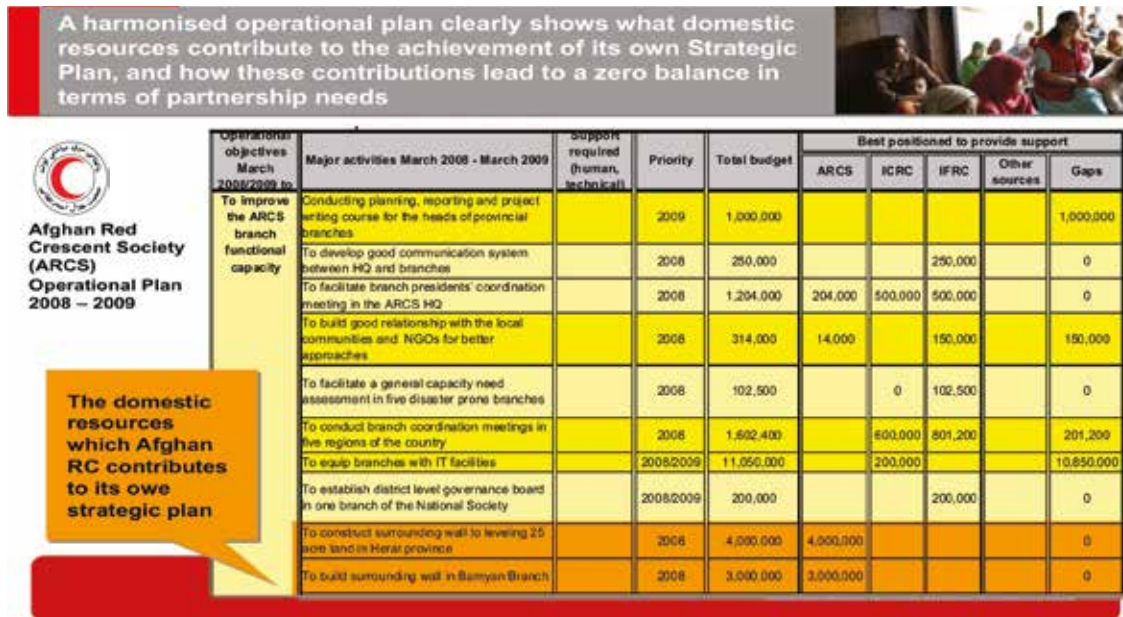 A harmonised operational plan clearly shows what domestic
resources contribute to the achievement of its own Strategic
Plan, and how these contributions lead to a zero balance in
terms of partnership needs
Afghan Red
Crescent Society
(ARCS)
Operational Plan
2008 – 2009
The domestic
resources
which Afghan
RC contributes
to its owe
strategic plan
Operational
objectives
March
2008/2009 to
Major activities March 2008 - March 2009
Support
required
(human,
technical)
Priority
Total budget
Best positioned to provide support
ARCS
ICRC
IFRC
Other
sources
Gaps
To improve
the ARCS
branch
functional
capacity
Conducting planning, reporting and project
writing course for the heads of provincial
branches
2009
1,000,000
1,000,000
To develop good communication system
between HQ and branches
2008
250,000
250,000
0
To facilitate branch presidents' coordination
meeting in the ARCS HQ
2008
1,204,000
204,000
500,000
500,000
0
To build good relationship with the local
communities and NGOs for better
approaches
2008
314,000
14,000
150,000
150,000
To facilitate a general capacity need
assessment in five disaster prone branches
2008
102,500
0
102,500
0
To conduct branch coordination meetings in
five regions of the country
2008
1,602,400
600,000
801,200
201,200
To equip branches with IT facilities
2008/2009
11,050,000
200,000
10,850,000
To establish district level governance board
in one branch of the National Society
2008/2009
200,000
200,000
0
To construct surrounding wall to leveling 25
acre land in Herat province
2008
4,000,000
4,000,000
0
To build surrounding wall in Bamyan Branch
2008
3,000,000
3,000,000
0